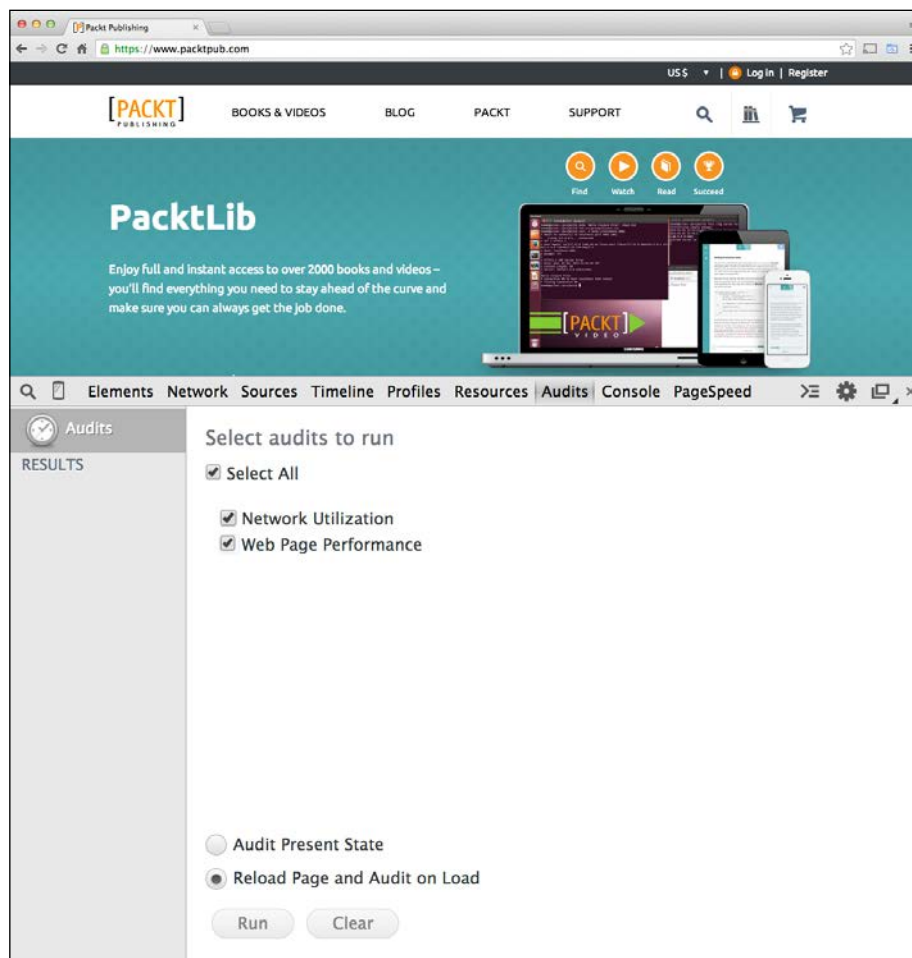 Packt Publishing
https://www.packtpub.com
US $ | Log in | Register
[PACKT]
PUBLISHING
BOOKS & VIDEOS BLOG PACKT SUPPORT
Find Watch Read Succeed
PacktLib
Enjoy full and instant access to over 2000 books and videos –
you'll find everything you need to stay ahead of the curve and
make sure you can always get the job done.
[PACKT]
VIDEO
Elements Network Sources Timeline Profiles Resources Audits Console PageSpeed
Audits
RESULTS
Select audits to run
Select All
Network Utilization
Web Page Performance
Audit Present State
Reload Page and Audit on Load
Run Clear